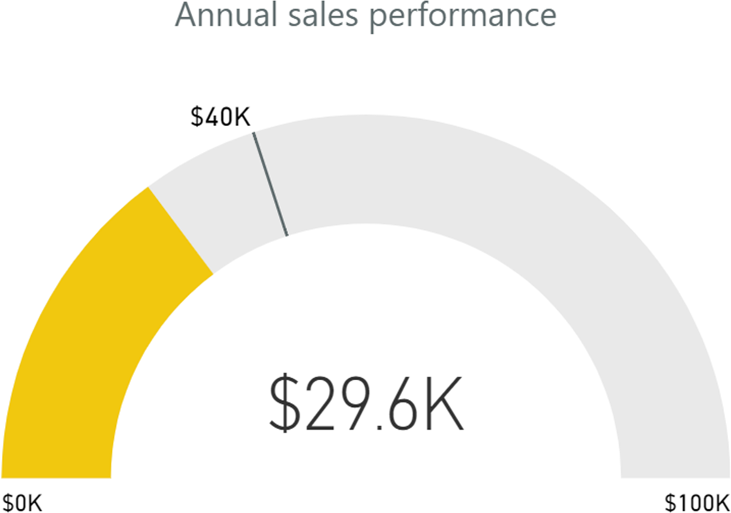 Annual sales performance
$40K
$29.6K
$0K
$100K